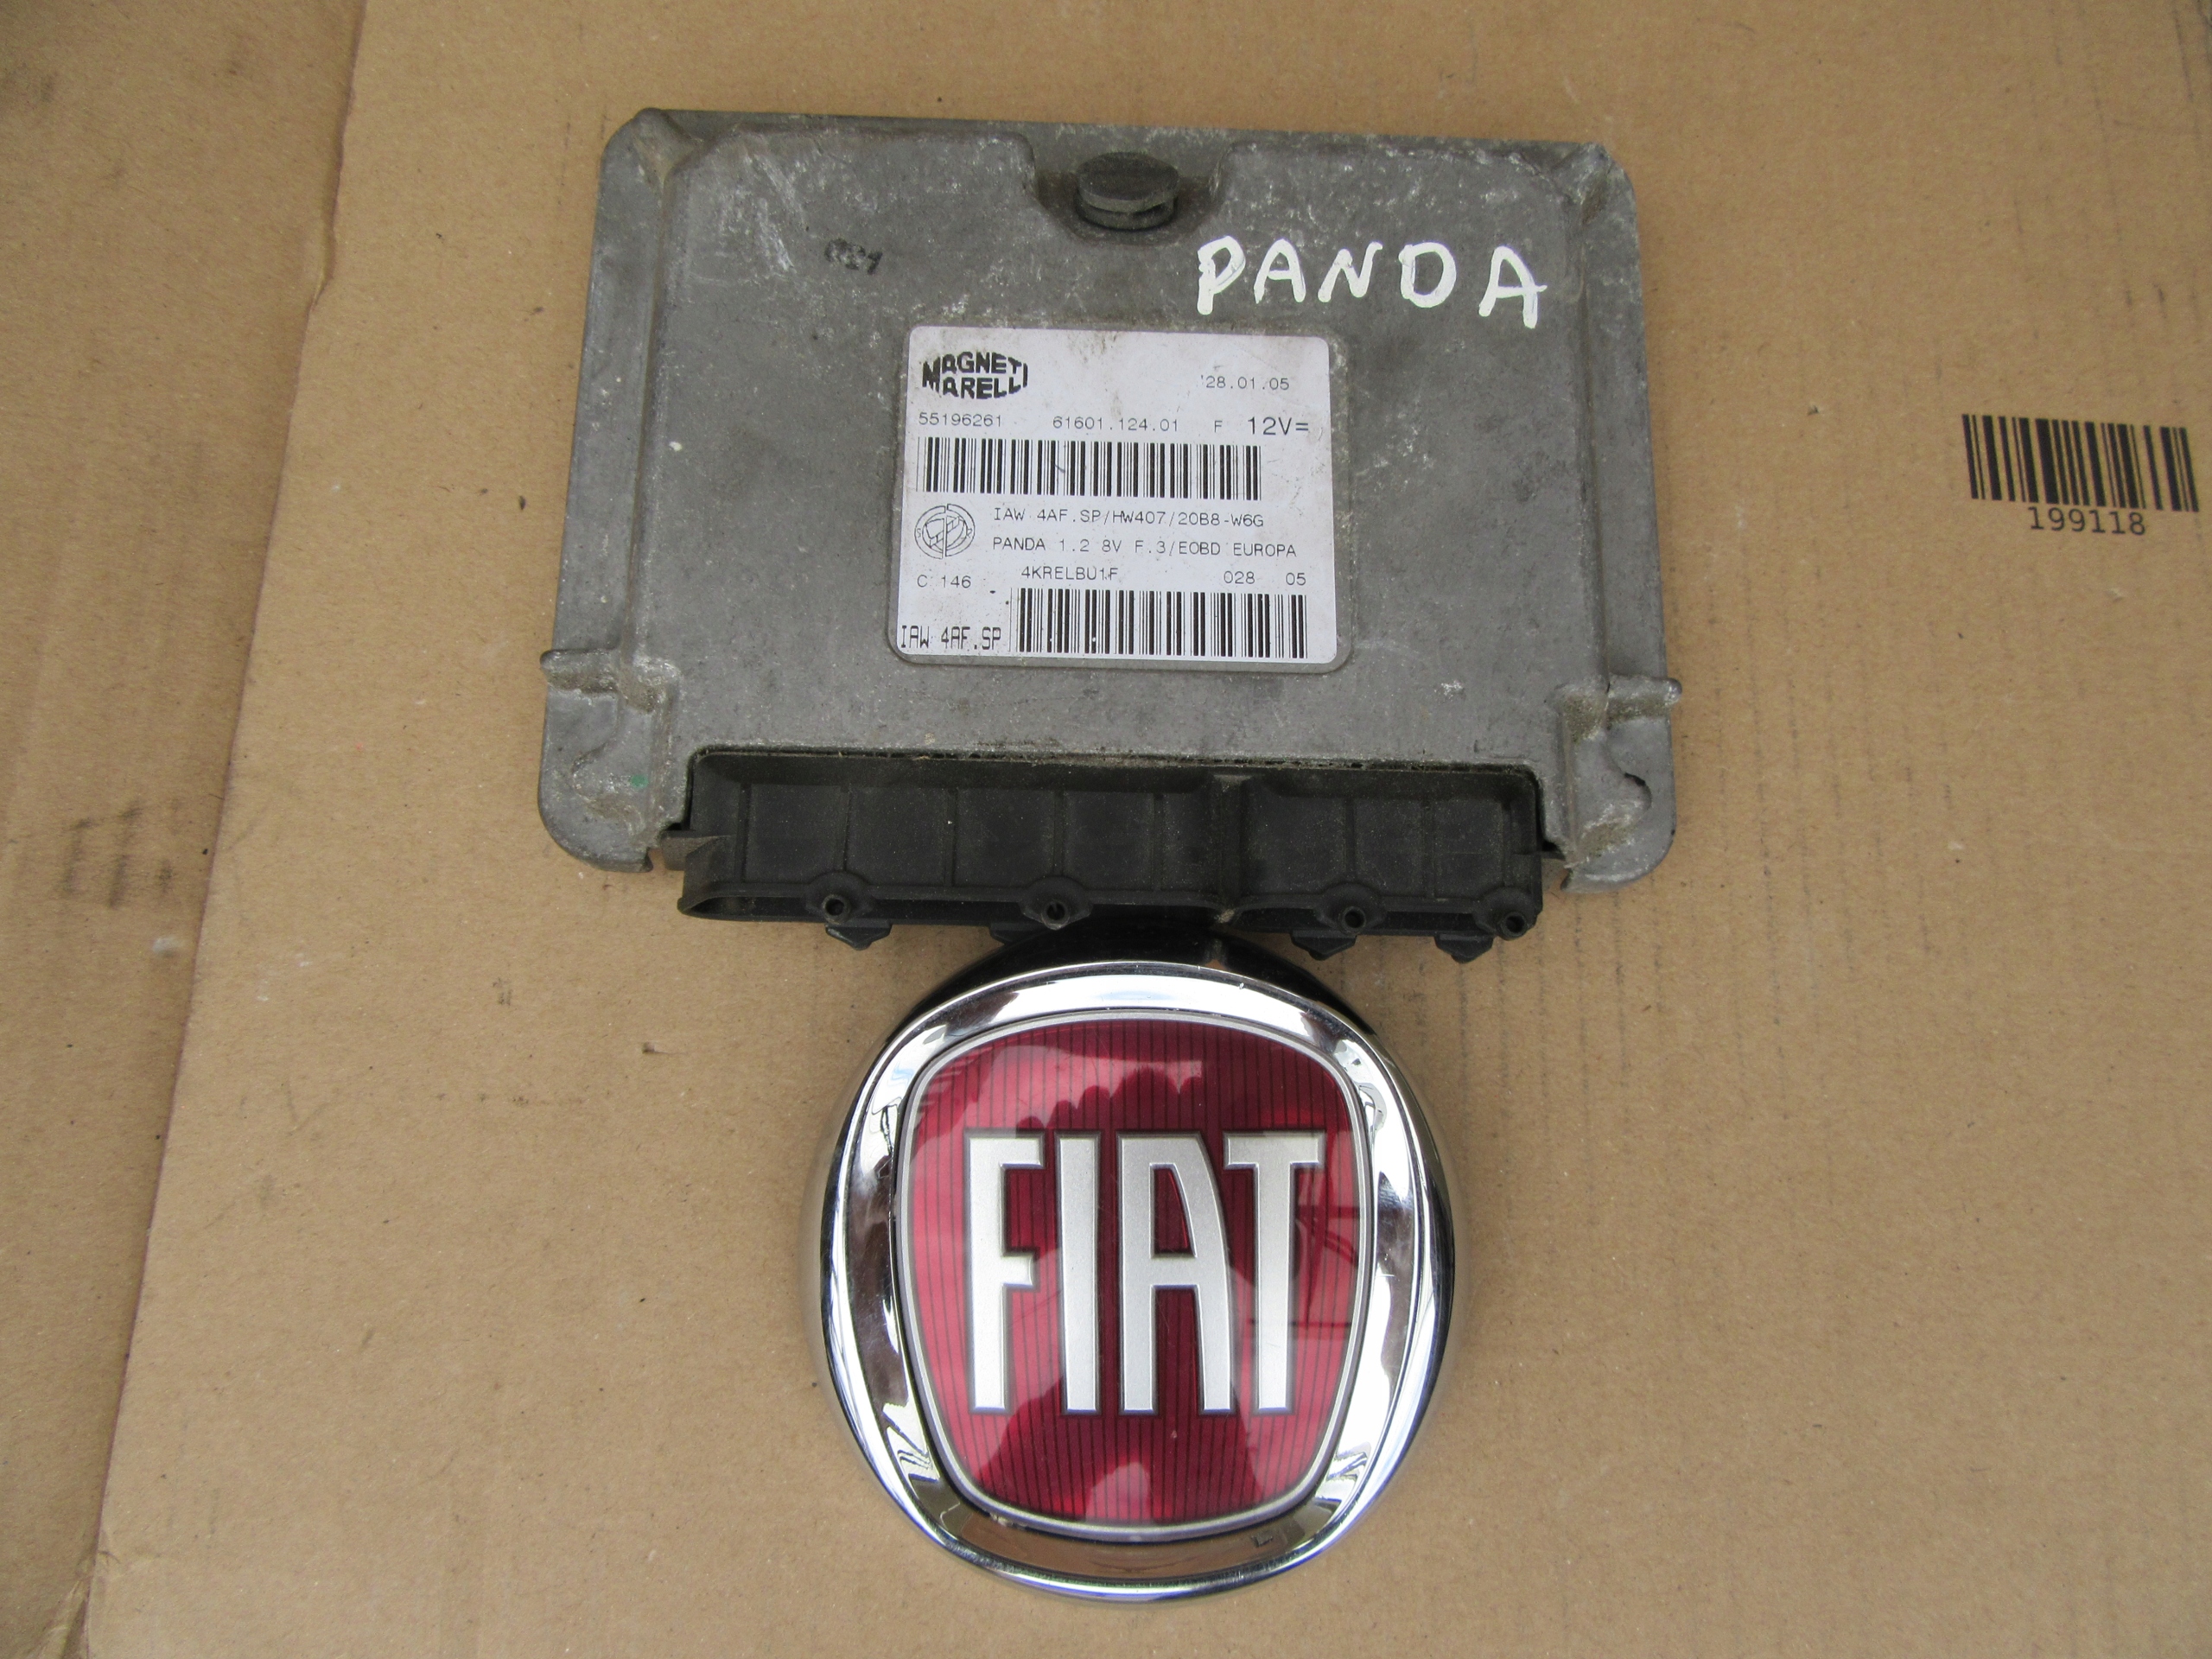 PANDA
MAGNETI
MARELLI
28.01.05
55196261 61601.124.01 F 12V=
IAW 4AF.SP/HW407/20B8-W6G
PANDA 1.2 8V F.3/EOBD EUROPA
C 146 4KRELBU1F 028 05
IAW 4AF.SP
199118
FIAT